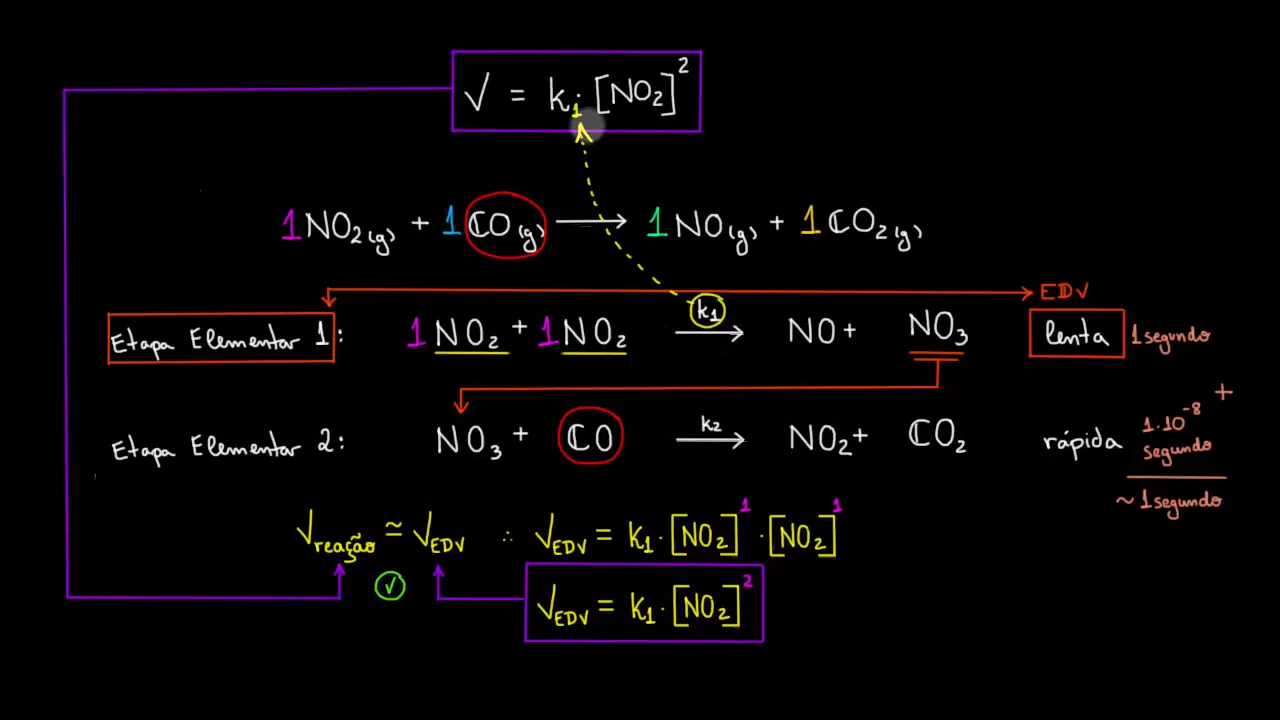 V = k₁ · [NO₂]²
1NO₂(g) + 1CO(g) → 1NO(g) + 1CO₂(g)
EDV
Etapa Elementar 1: 1NO₂ + 1NO₂ k₁ → NO + NO₃ lenta 1 segundo
Etapa Elementar 2: NO₃ + CO k₂ → NO₂ + CO₂ rápida 1·10⁻⁸ segundo +
~ 1 segundo
Vreação ≃ VEDV ∴ VEDV = k₁ · [NO₂]¹ · [NO₂]¹
√ VEDV = k₁ · [NO₂]²